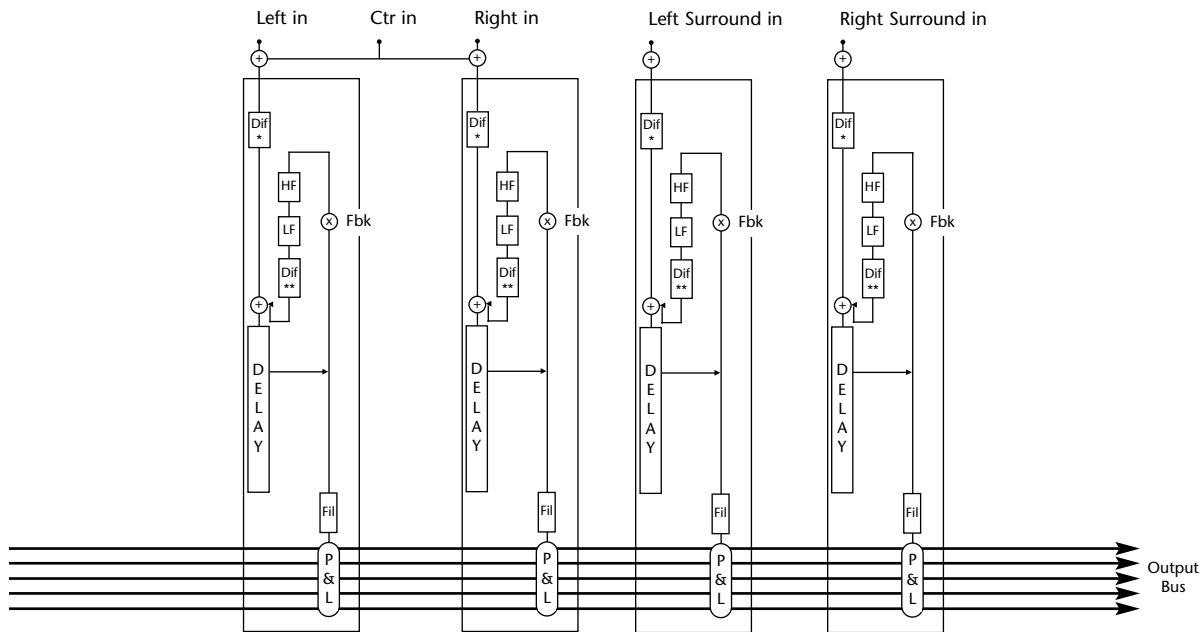 Left in
Ctr in
Right in
Left Surround in
Right Surround in
+
+
+
+
Dif
*
HF
LF
Dif
**
x
Fbk
+
D
E
L
A
Y
Fil
P
&
L
Dif
*
HF
LF
Dif
**
x
Fbk
+
D
E
L
A
Y
Fil
P
&
L
Dif
*
HF
LF
Dif
**
x
Fbk
+
D
E
L
A
Y
Fil
P
&
L
Dif
*
HF
LF
Dif
**
x
Fbk
+
D
E
L
A
Y
Fil
P
&
L
Output
Bus